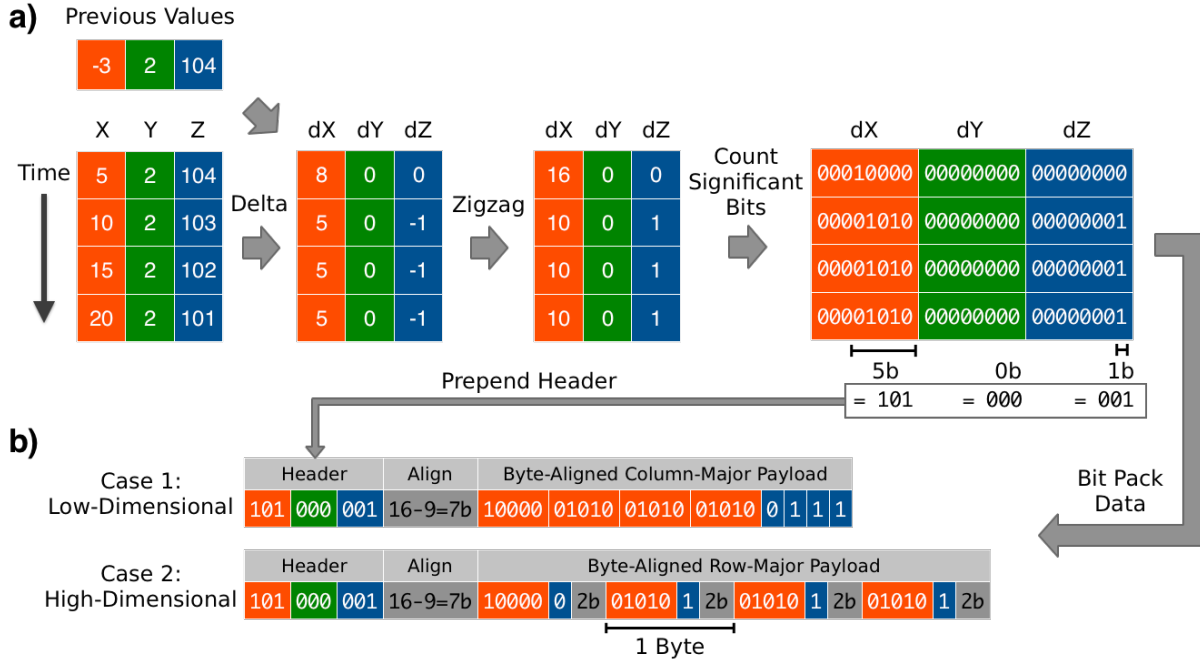 a)
Previous Values
-3 2 104
X Y Z
Time
5 2 104
10 2 103
15 2 102
20 2 101
Delta
dX dY dZ
8 0 0
5 0 -1
5 0 -1
5 0 -1
Zigzag
dX dY dZ
16 0 0
10 0 1
10 0 1
10 0 1
Count
Significant
Bits
dX dY dZ
00010000 00000000 00000000
00001010 00000000 00000001
00001010 00000000 00000001
00001010 00000000 00000001
5b 0b 1b
= 101 = 000 = 001
Prepend Header
Bit Pack
Data
b)
Case 1:
Low-Dimensional
Header Align Byte-Aligned Column-Major Payload
101 000 001 16-9=7b 10000 01010 01010 01010 0 1 1 1
Case 2:
High-Dimensional
Header Align Byte-Aligned Row-Major Payload
101 000 001 16-9=7b 10000 0 2b 01010 1 2b 01010 1 2b 01010 1 2b
1 Byte